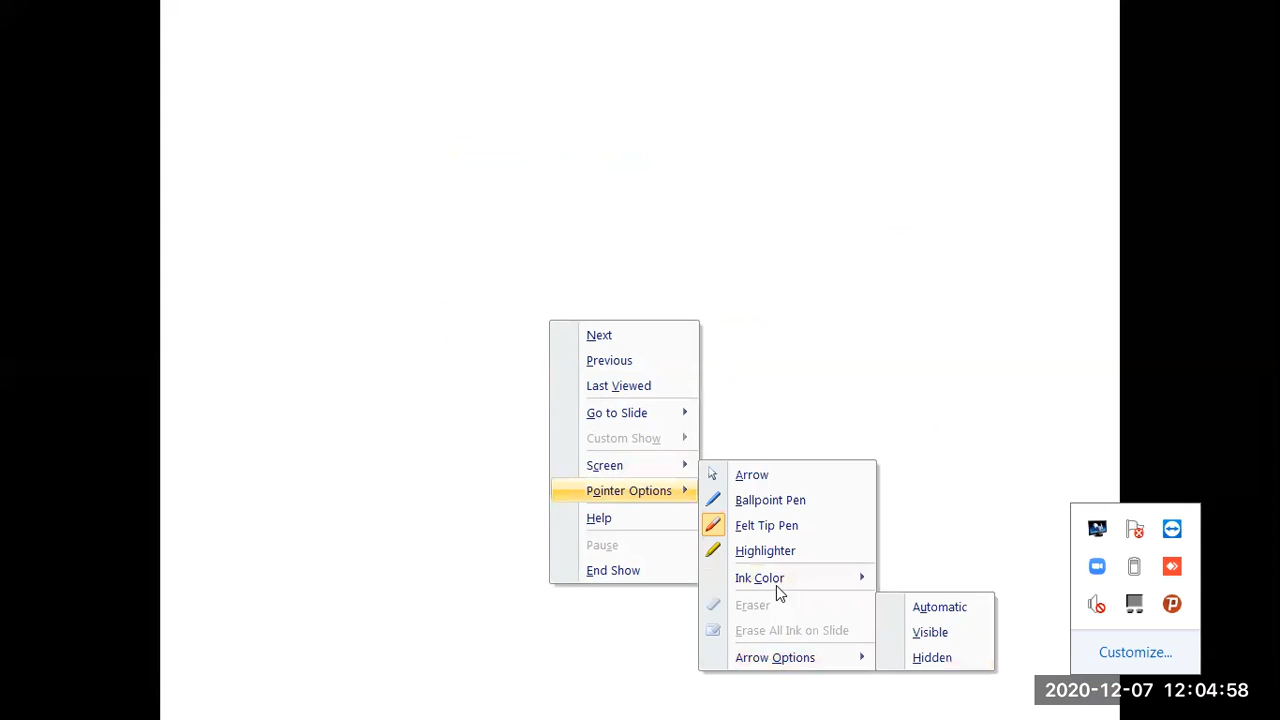 Next
Previous
Last Viewed
Go to Slide
Custom Show
Screen
Pointer Options
Help
Pause
End Show
Arrow
Ballpoint Pen
Felt Tip Pen
Highlighter
Ink Color
Eraser
Erase All Ink on Slide
Arrow Options
Automatic
Visible
Hidden
Customize...
2020-12-07 12:04:58